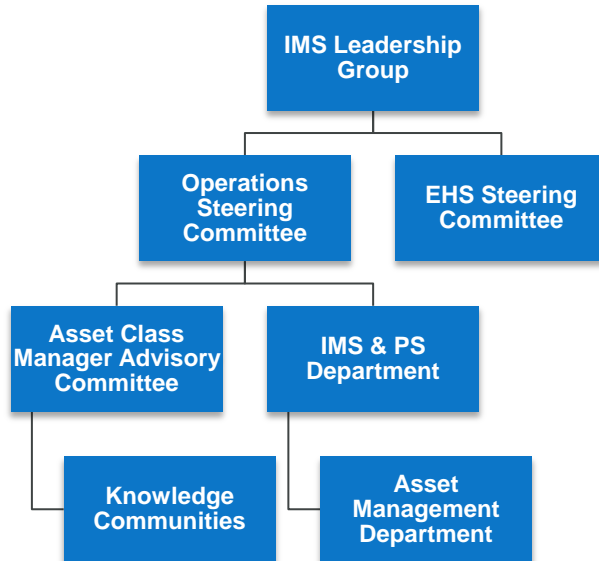 IMS Leadership
Group
Operations
Steering
Committee
EHS Steering
Committee
Asset Class
Manager Advisory
Committee
IMS & PS
Department
Knowledge
Communities
Asset
Management
Department